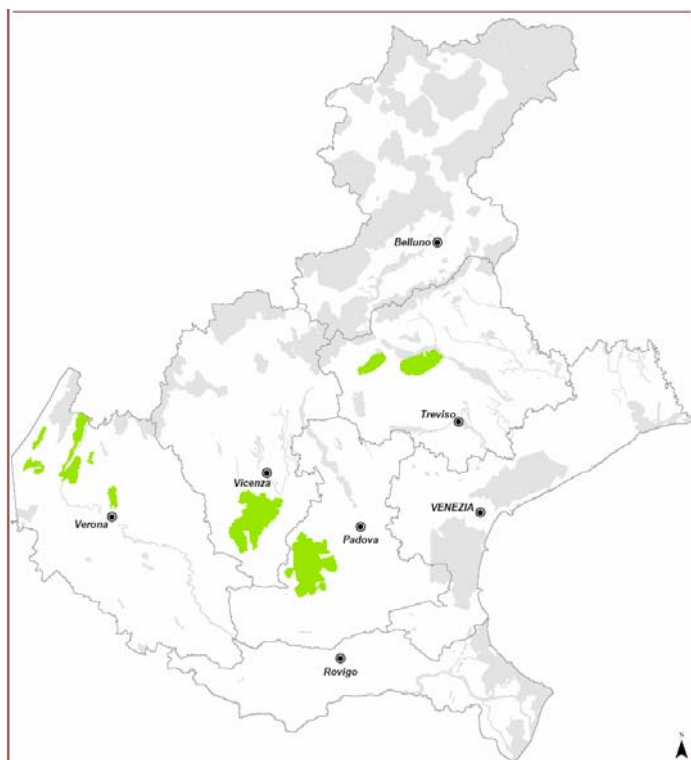 Belluno
Treviso
Vicenza
VENEZIA
Verona
Padova
Rovigo
N